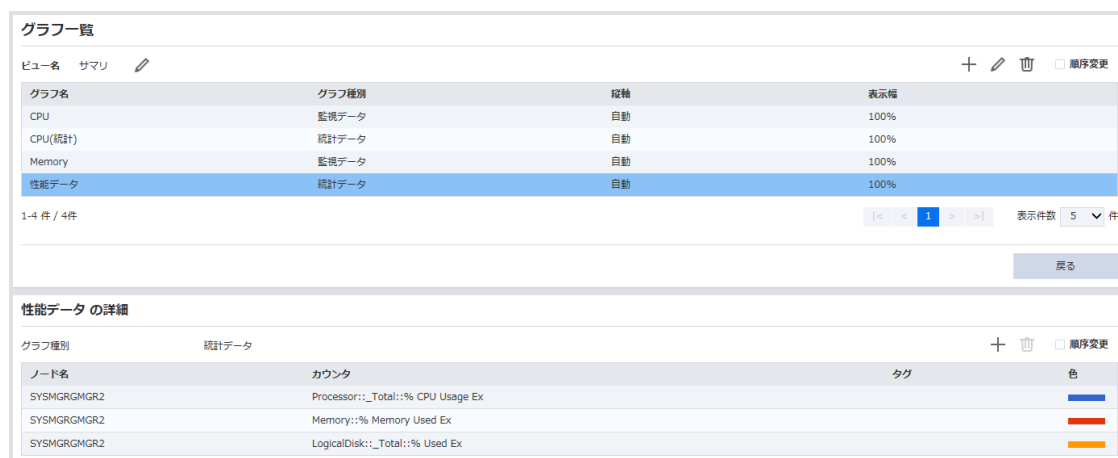 グラフ一覧
ビュー名 サマリ 順序変更
グラフ名 グラフ種別 縦軸 表示幅
CPU 監視データ 自動 100%
CPU(統計) 統計データ 自動 100%
Memory 監視データ 自動 100%
性能データ 統計データ 自動 100%
1-4 件 / 4件 |< < 1 > >| 表示件数 5 件
戻る
性能データ の詳細
グラフ種別 統計データ 順序変更
ノード名 カウンタ タグ 色
SYSMGRGMGR2 Processor::_Total::% CPU Usage Ex
SYSMGRGMGR2 Memory::% Memory Used Ex
SYSMGRGMGR2 LogicalDisk::_Total::% Used Ex